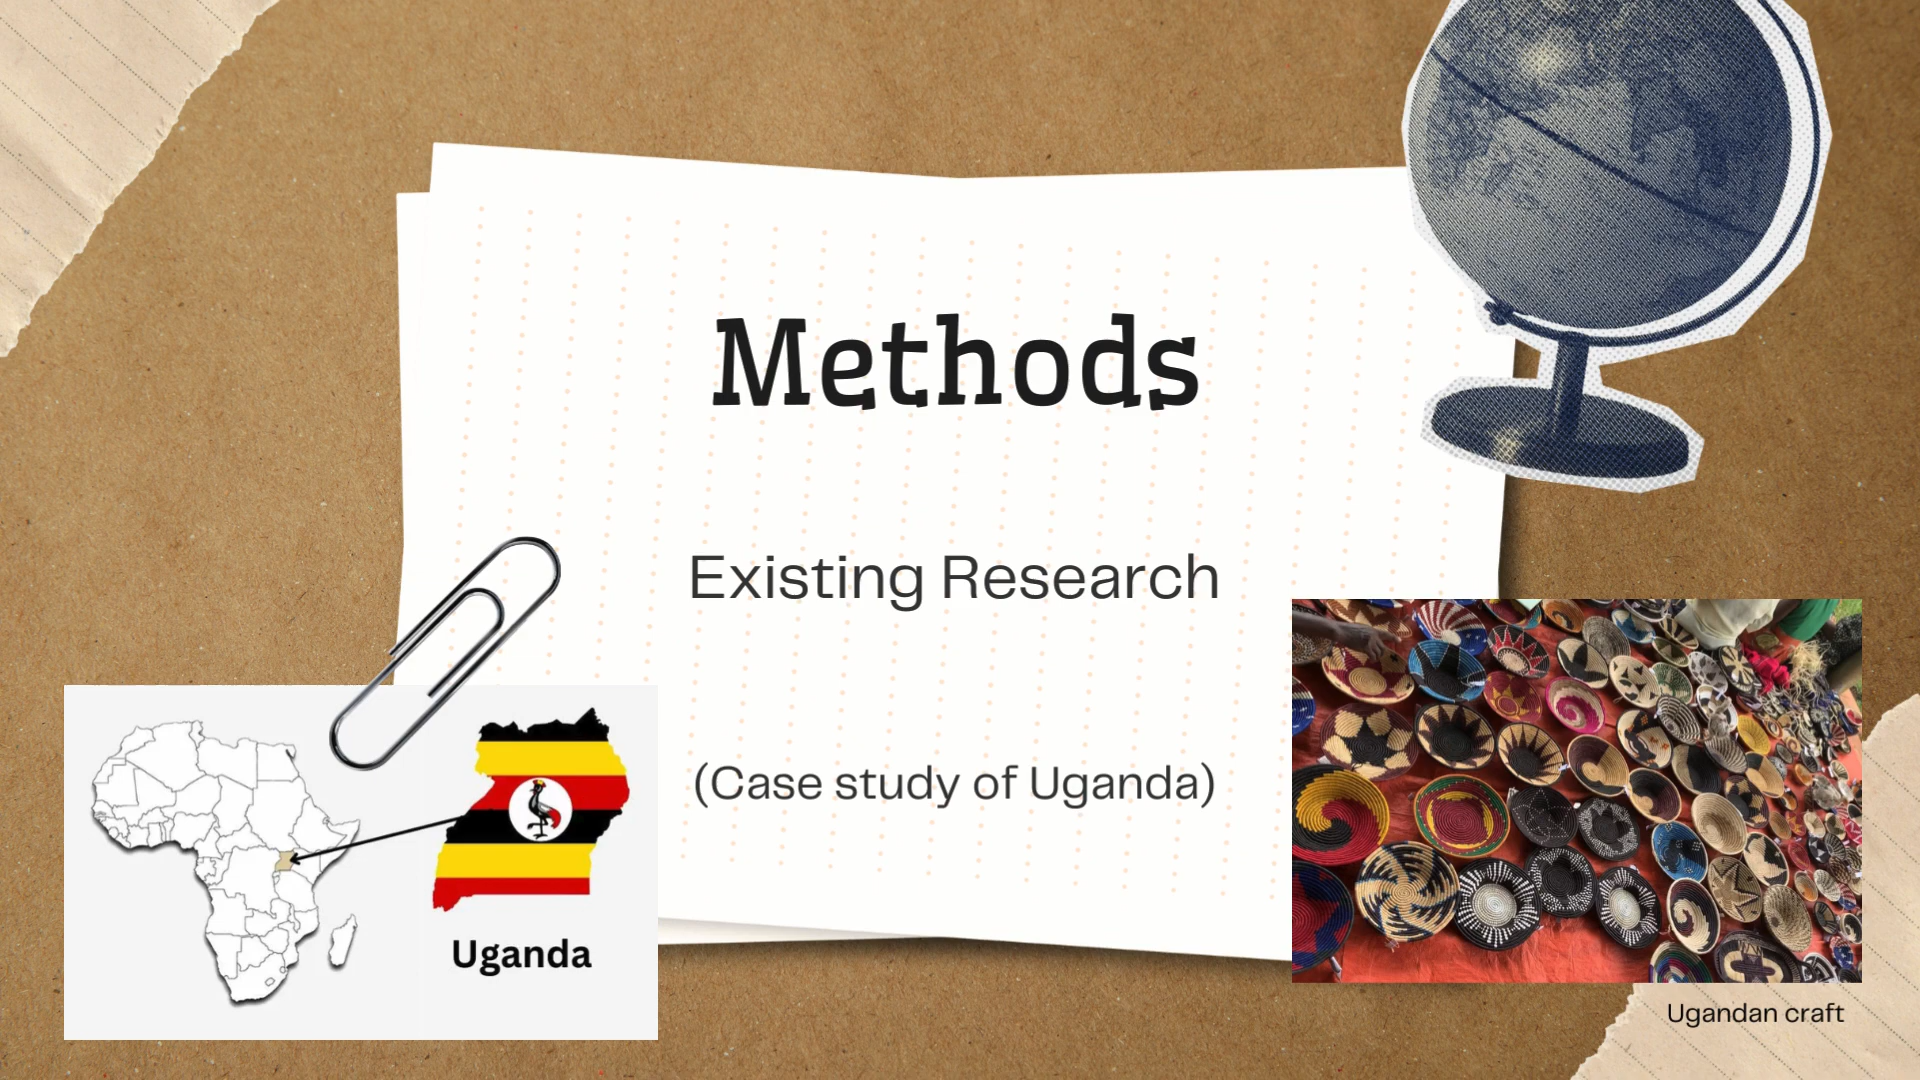 Methods
Existing Research
(Case study of Uganda)
Uganda
Ugandan craft